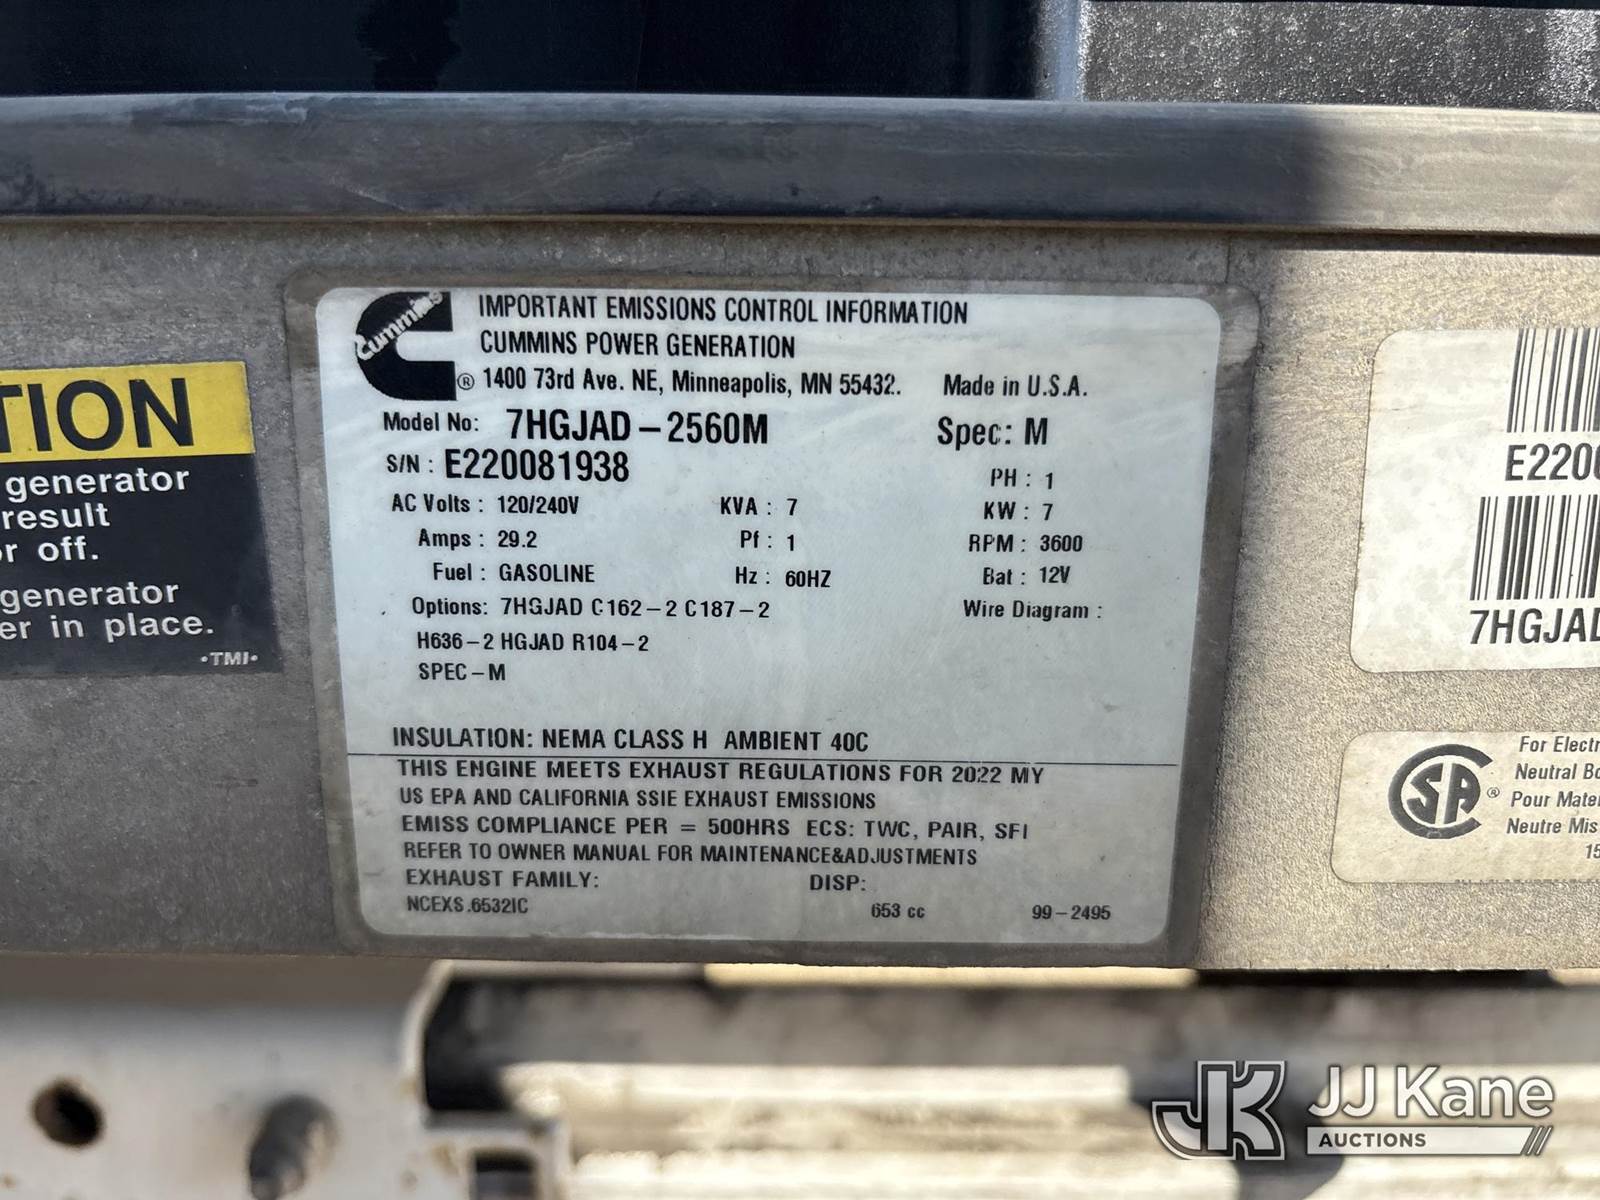 TION
generator
result
or off.
generator
er in place.
•TMI•
Cummins
®
IMPORTANT EMISSIONS CONTROL INFORMATION
CUMMINS POWER GENERATION
1400 73rd Ave. NE, Minneapolis, MN 55432. Made in U.S.A.
Model No: 7HGJAD-2560M Spec: M
S/N : E220081938 PH : 1
AC Volts : 120/240V KVA : 7 KW : 7
Amps : 29.2 Pf : 1 RPM : 3600
Fuel : GASOLINE Hz : 60HZ Bat : 12V
Options: 7HGJAD C162-2 C187-2 Wire Diagram :
H636-2 HGJAD R104-2
SPEC-M
INSULATION: NEMA CLASS H AMBIENT 40C
THIS ENGINE MEETS EXHAUST REGULATIONS FOR 2022 MY
US EPA AND CALIFORNIA SSIE EXHAUST EMISSIONS
EMISS COMPLIANCE PER = 500HRS ECS: TWC, PAIR, SFI
REFER TO OWNER MANUAL FOR MAINTENANCE&ADJUSTMENTS
EXHAUST FAMILY: DISP:
NCEXS.6532IC 653 cc 99-2495
E2200
7HGJAD
SA ®
For Electr
Neutral Bo
Pour Mater
Neutre Mis
15
JK JJ Kane
AUCTIONS